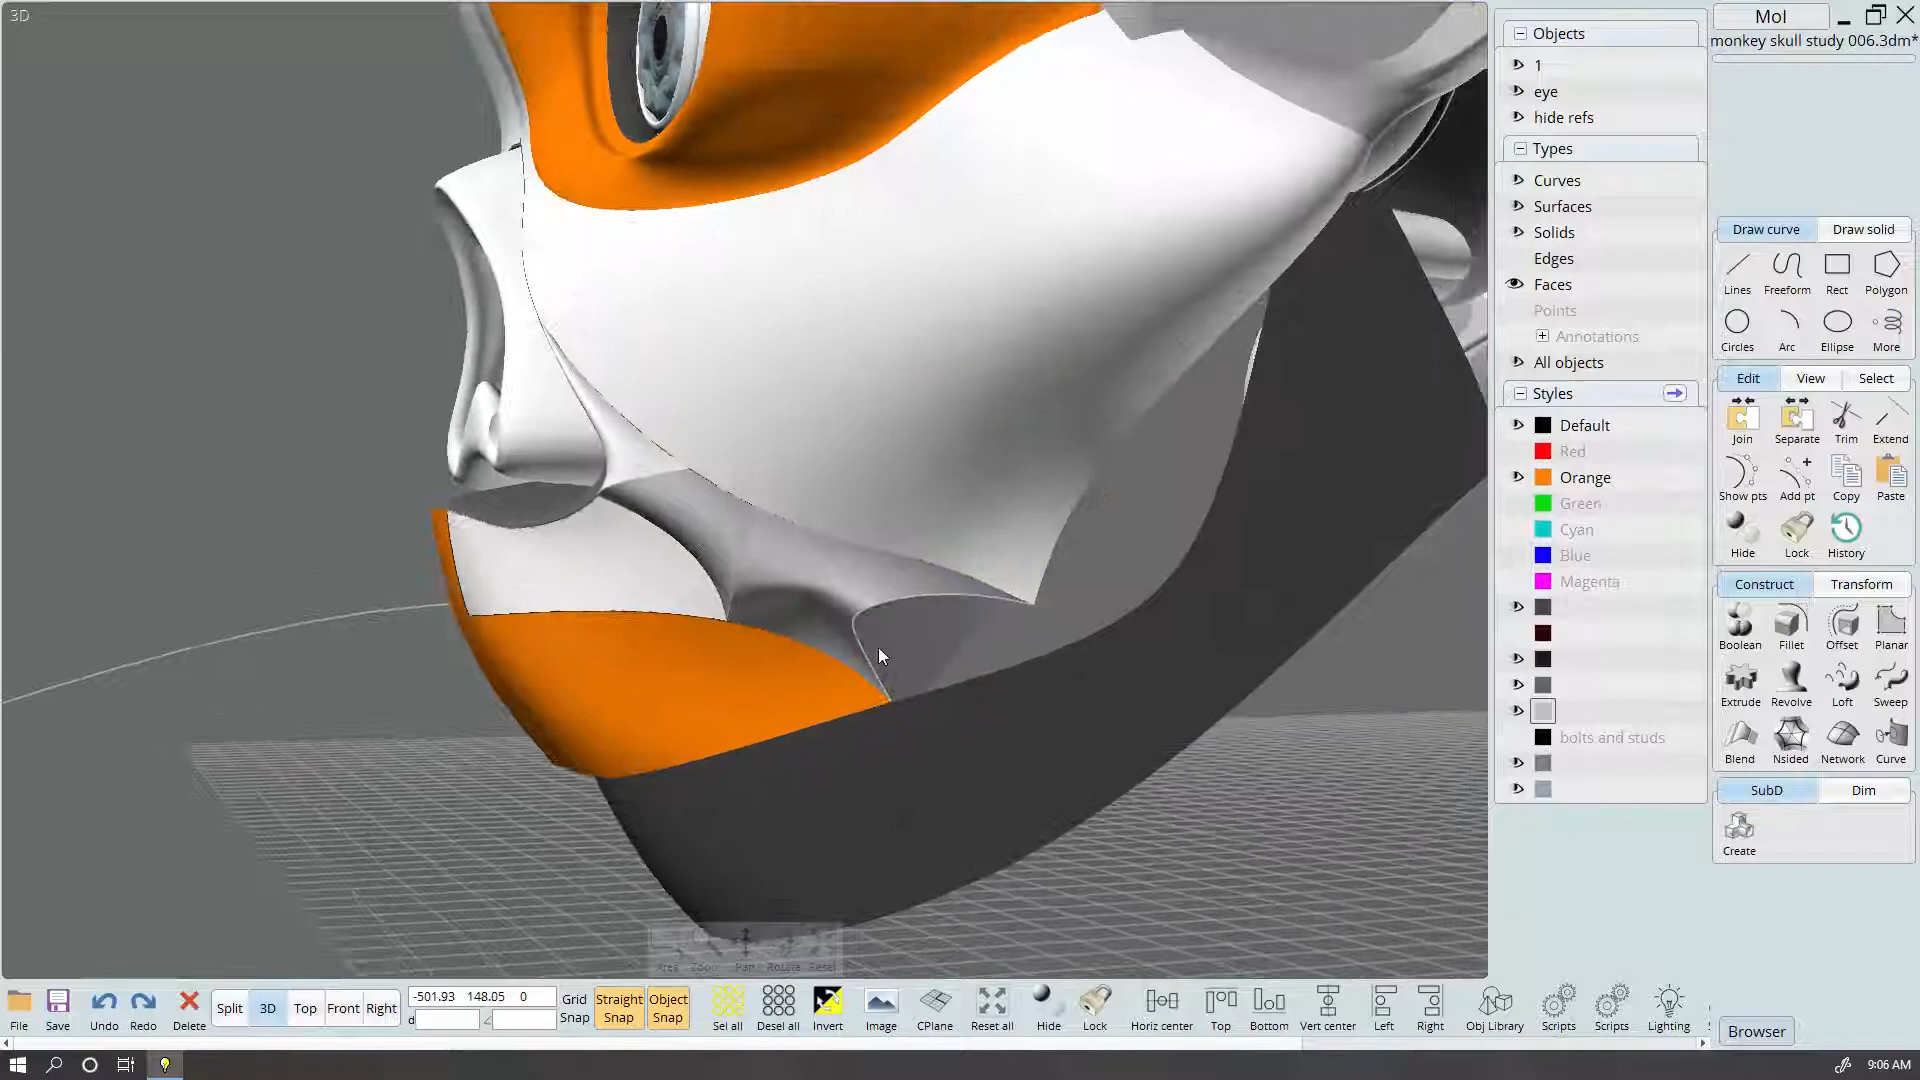 3D
MoI
monkey skull study 006.3dm*
Objects
1
eye
hide refs
Types
Curves
Surfaces
Solids
Edges
Faces
Points
Annotations
All objects
Styles
Default
Red
Orange
Green
Cyan
Blue
Magenta
bolts and studs
Draw curve Draw solid
Lines Freeform Rect Polygon
Circles Arc Ellipse More
Edit View Select
Join Separate Trim Extend
Show pts Add pt Copy Paste
Hide Lock History
Construct Transform
Boolean Fillet Offset Planar
Extrude Revolve Loft Sweep
Blend Nsided Network Curve
SubD Dim
Create
Area Zoom Pan Rotate Reset
File Save Undo Redo Delete
Split 3D Top Front Right
-501.93 148.05 0
d
Grid Snap
Straight Snap
Object Snap
Sel all Desel all Invert Image CPlane Reset all Hide Lock Horiz center Top Bottom Vert center Left Right Obj Library Scripts Scripts Lighting
Browser
9:06 AM